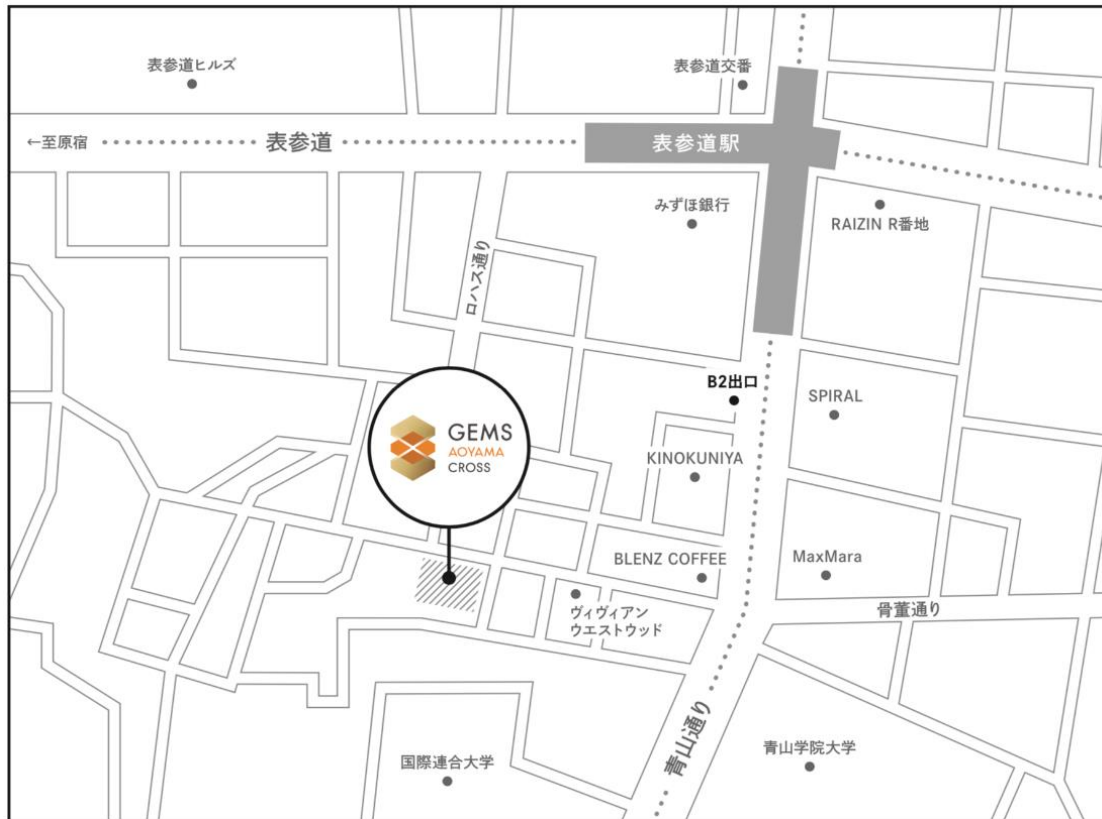 表参道ヒルズ
表参道交番
←至原宿
表参道
表参道駅
みずほ銀行
RAIZIN R番地
ロハス通り
B2出口
SPIRAL
GEMS
AOYAMA
CROSS
KINOKUNIYA
BLENZ COFFEE
MaxMara
ヴィヴィアン
ウエストウッド
骨董通り
青山通り
国際連合大学
青山学院大学